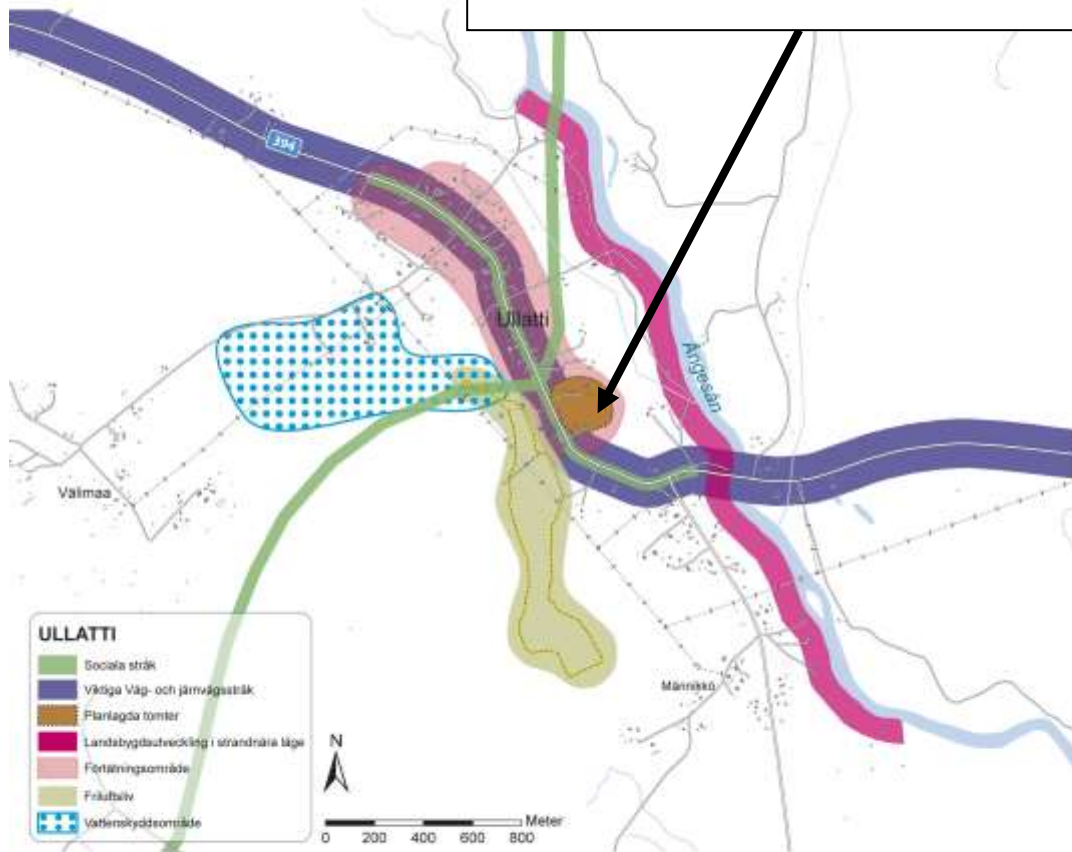 394
Ullatti
Ängesån
Välimaa
Männikkö
ULLATTI
Sociala stråk
Viktiga Väg- och järnvägsstråk
Planlagda tomter
Landsbygdsutveckling i strandnära läge
Förtätningsområde
Friluftsliv
Vattenskyddsområde
N
Meter
0 200 400 600 800